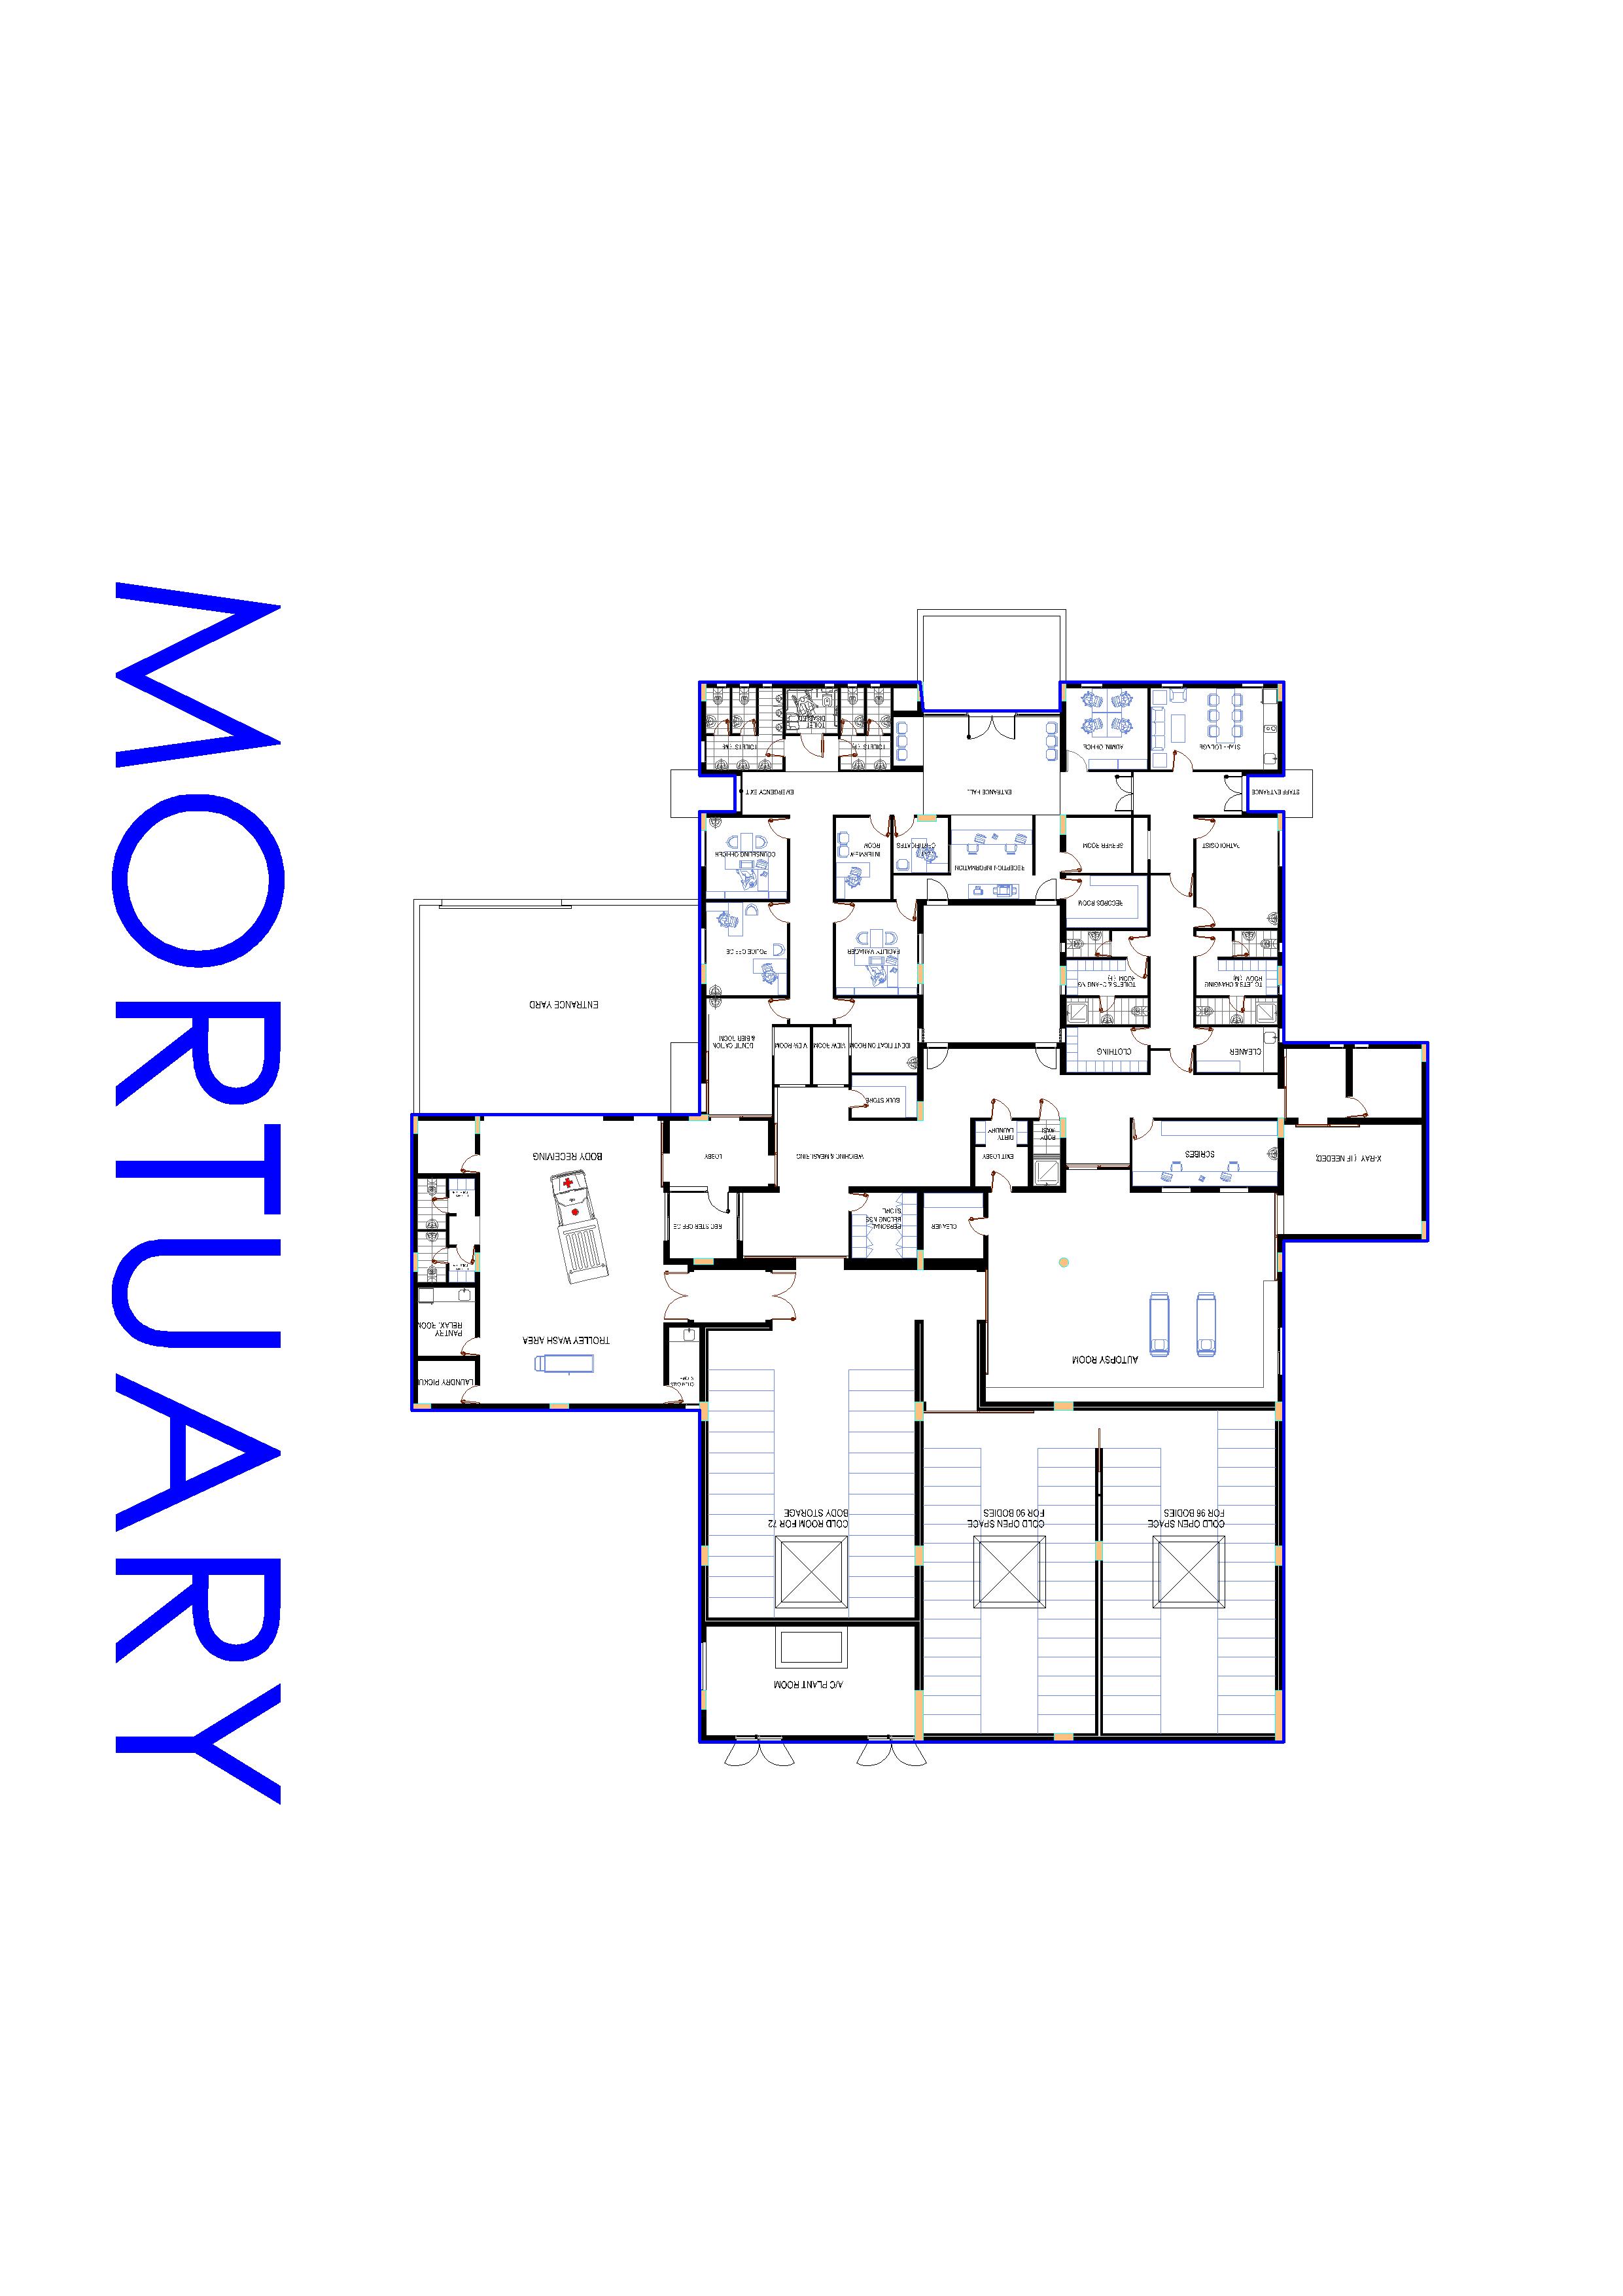 MORTUARY
TOILETS (M)
DISABLED
TOILET
TOILETS (F)
ADMIN. OFFICE
STAFF LOUNGE
EMERGENCY EXIT
ENTRANCE HALL
STAFF ENTRANCE
COUNSELING OFFICER
INTERVIEW
ROOM
CERTIFICATES
RECEPTION INFORMATION
SERVER ROOM
PATHOLOGIST
RECORDS ROOM
POLICE OFFICE
FACILITY MANAGER
TOILETS & CHANGING
ROOM (F)
TOILETS & CHANGING
ROOM (M)
ENTRANCE YARD
IDENTIFICATION
& BIER ROOM
VIEW ROOM
VIEW ROOM
IDENTIFICATION ROOM
CLOTHING
CLEANER
BULK STORE
DIRTY
LAUNDRY
BODY
BODY RECEIVING
LOBBY
WEIGHING & MEASURING
EXIT LOBBY
SCRIBES
X-RAY ( IF NEEDED)
REGISTER OFFICE
PERSONAL
BELONGINGS
STORE
CLEANER
PANTRY
RELAX. ROOM
TROLLEY WASH AREA
AUTOPSY ROOM
LAUNDRY PICKUP
COLD ROOM FOR 72
BODY STORAGE
COLD OPEN SPACE
FOR 90 BODIES
COLD OPEN SPACE
FOR 96 BODIES
A/C PLANT ROOM